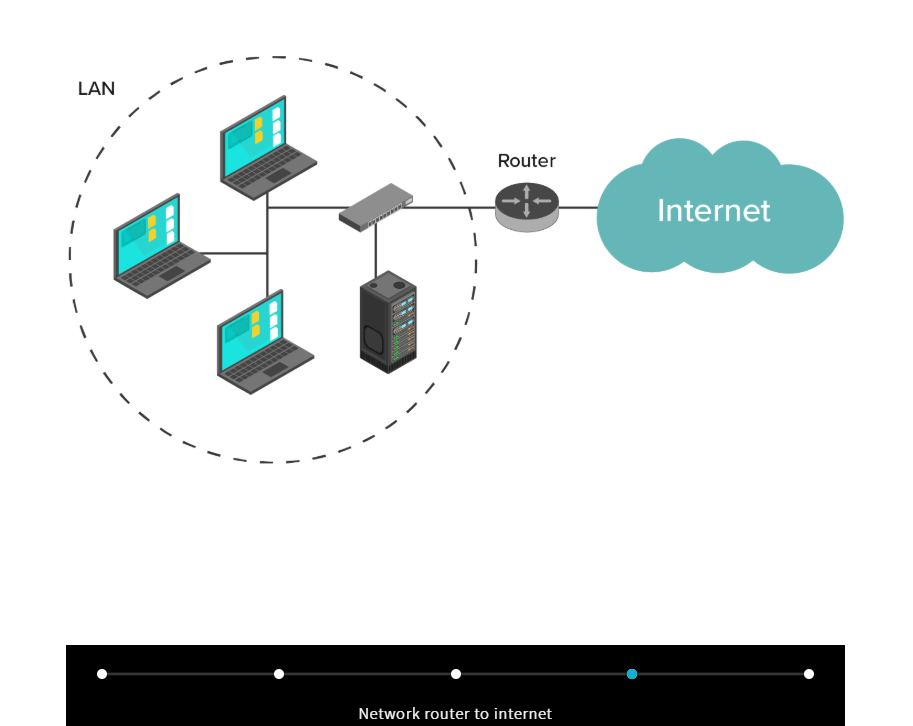 LAN
Router
Internet
Network router to internet